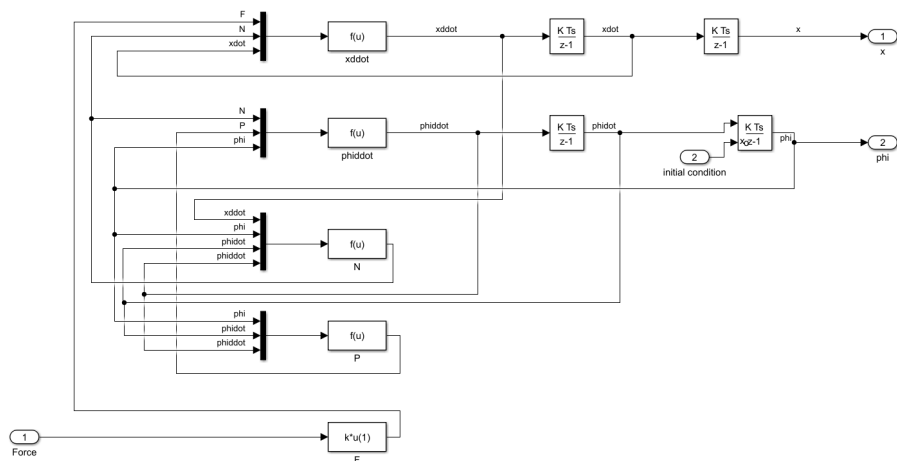 F
N
xdot
f(u)
xddot
xddot
K Ts
z-1
xdot
K Ts
z-1
x
1
x
N
P
phi
f(u)
phiddot
phiddot
K Ts
z-1
phidot
2
initial condition
K Ts
xo
z-1
phi
2
phi
xddot
phi
phidot
phiddot
f(u)
N
phi
phidot
phiddot
f(u)
P
1
Force
k*u(1)
F